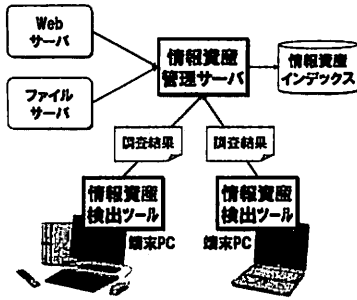 Web
サーバ
情報資産
管理サーバ
情報資産
インデックス
ファイル
サーバ
調査結果
調査結果
情報資産
検出ツール
情報資産
検出ツール
端末PC
端末PC